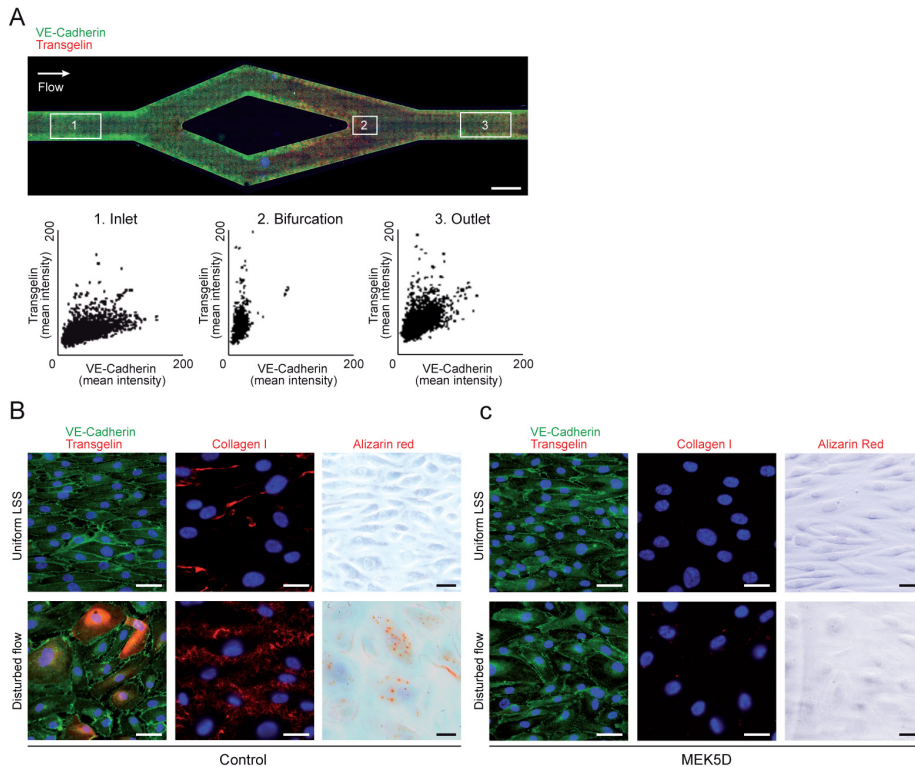 A
VE-Cadherin
Transgelin
Flow
1
2
3
1. Inlet
2. Bifurcation
3. Outlet
Transgelin
(mean intensity)
200
0
VE-Cadherin
(mean intensity)
200
Transgelin
(mean intensity)
200
0
VE-Cadherin
(mean intensity)
200
Transgelin
(mean intensity)
200
0
VE-Cadherin
(mean intensity)
200
B
VE-Cadherin
Transgelin
Collagen I
Alizarin red
Uniform LSS
Disturbed flow
Control
c
VE-Cadherin
Transgelin
Collagen I
Alizarin Red
Uniform LSS
Disturbed flow
MEK5D